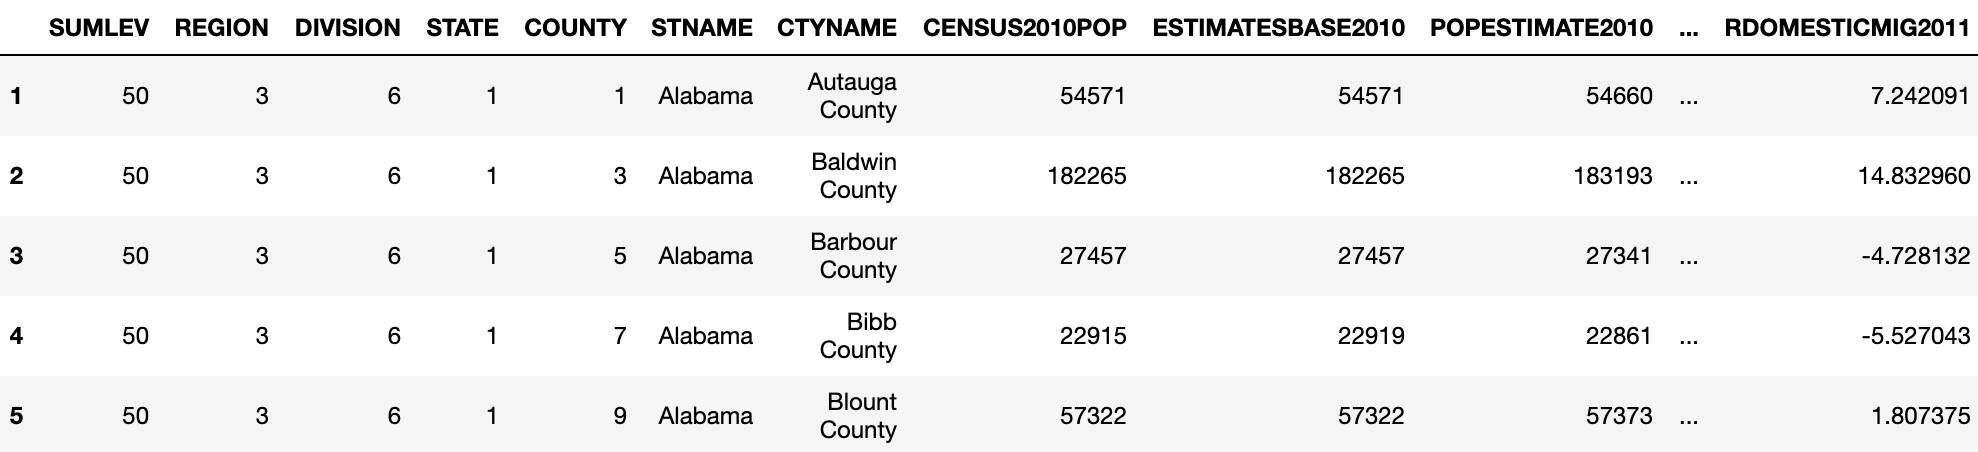 SUMLEV REGION DIVISION STATE COUNTY STNAME CTYNAME CENSUS2010POP ESTIMATESBASE2010 POPESTIMATE2010 ... RDOMESTICMIG2011
1 50 3 6 1 1 Alabama Autauga County 54571 54571 54660 ... 7.242091
2 50 3 6 1 3 Alabama Baldwin County 182265 182265 183193 ... 14.832960
3 50 3 6 1 5 Alabama Barbour County 27457 27457 27341 ... -4.728132
4 50 3 6 1 7 Alabama Bibb County 22915 22919 22861 ... -5.527043
5 50 3 6 1 9 Alabama Blount County 57322 57322 57373 ... 1.807375